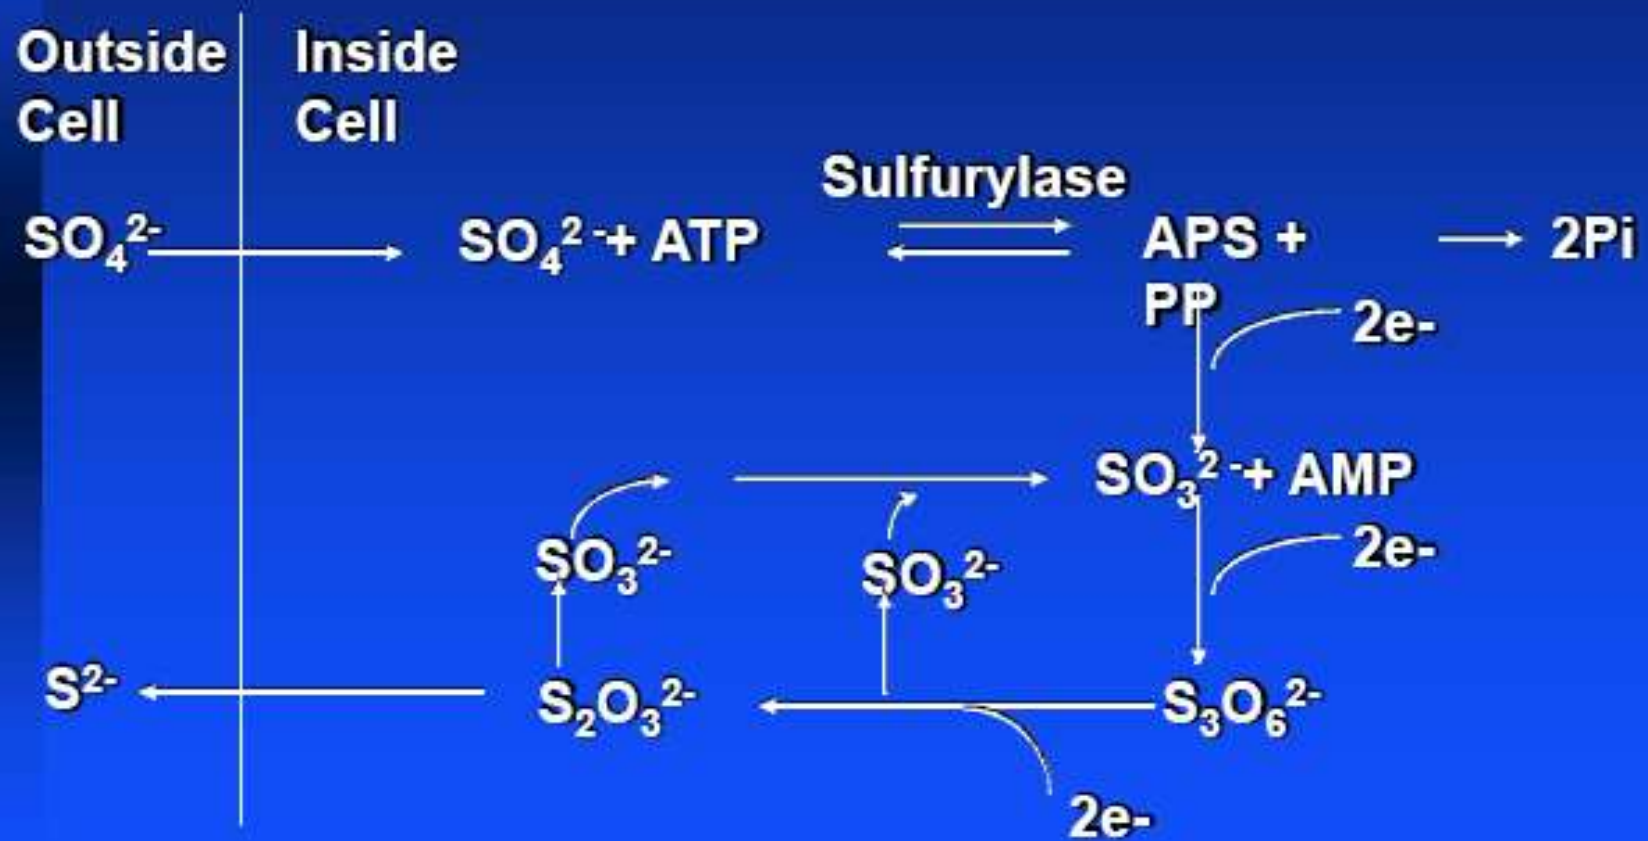 Outside
Cell
Inside
Cell
Sulfurylase
SO₄²⁻
SO₄²⁻+ ATP
APS +
PP
2Pi
2e-
SO₃²⁻+ AMP
2e-
SO₃²⁻
SO₃²⁻
S²⁻
S₂O₃²⁻
S₃O₆²⁻
2e-